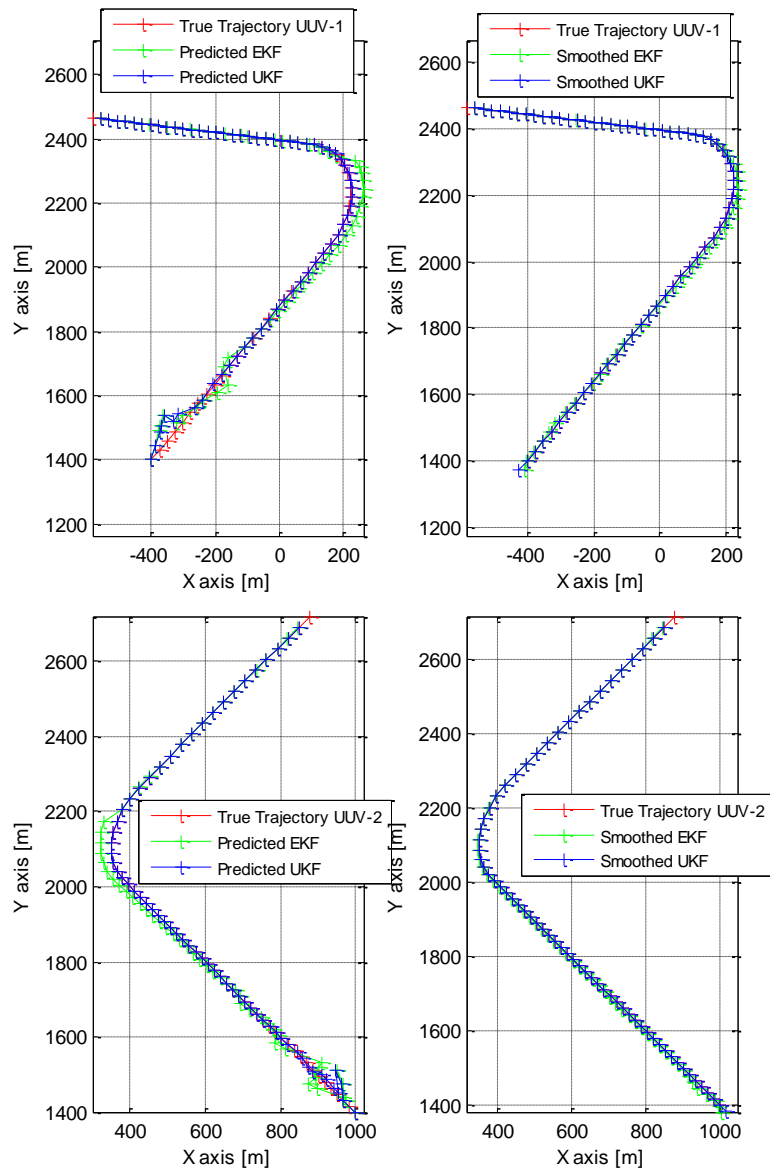 True Trajectory UUV-1
Predicted EKF
Predicted UKF
2600
2400
2200
2000
1800
1600
1400
1200
Y axis [m]
-400 -200 0 200
X axis [m]
True Trajectory UUV-1
Smoothed EKF
Smoothed UKF
2600
2400
2200
2000
1800
1600
1400
1200
Y axis [m]
-400 -200 0 200
X axis [m]
2600
2400
2200
2000
1800
1600
1400
Y axis [m]
True Trajectory UUV-2
Predicted EKF
Predicted UKF
400 600 800 1000
X axis [m]
2600
2400
2200
2000
1800
1600
1400
Y axis [m]
True Trajectory UUV-2
Smoothed EKF
Smoothed UKF
400 600 800 1000
X axis [m]